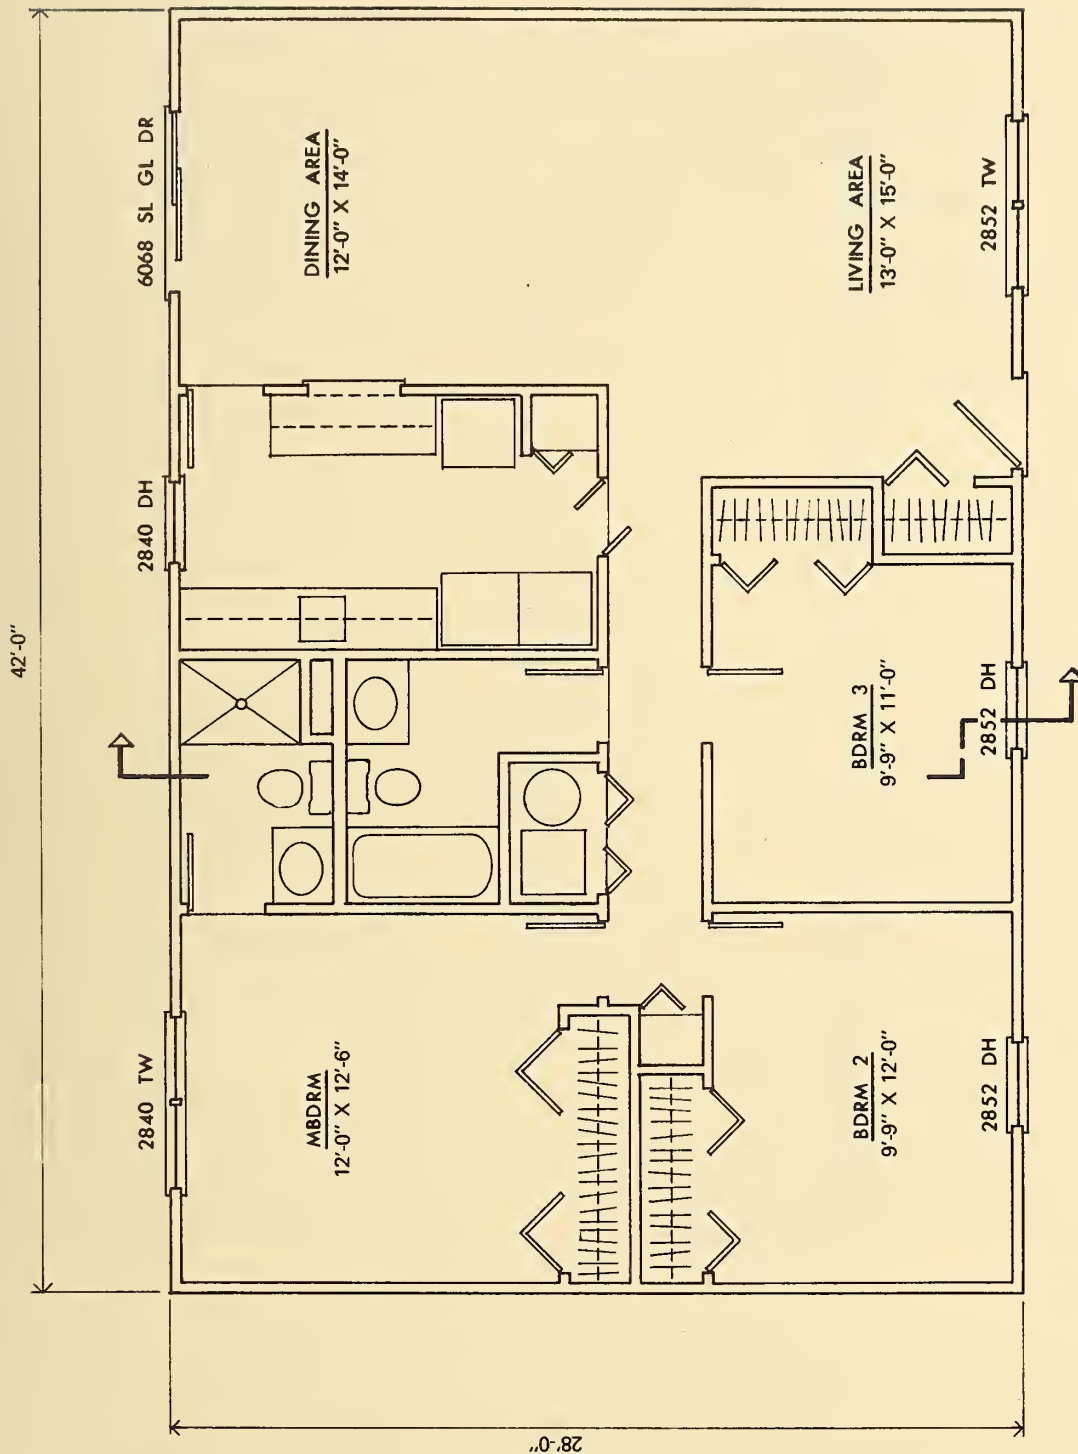 42'-0"
2840 TW
2840 DH
6068 SL GL DR
MBDRM
12'-0" X 12'-6"
DINING AREA
12'-0" X 14'-0"
28'-0"
BDRM 2
9'-9" X 12'-0"
BDRM 3
9'-9" X 11'-0"
LIVING AREA
13'-0" X 15'-0"
2852 DH
2852 DH
2852 TW